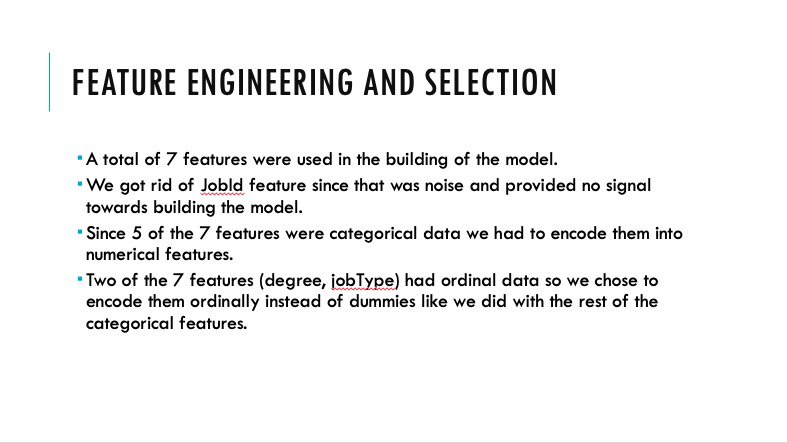 FEATURE ENGINEERING AND SELECTION
▪ A total of 7 features were used in the building of the model.
▪ We got rid of JobId feature since that was noise and provided no signal
towards building the model.
▪ Since 5 of the 7 features were categorical data we had to encode them into
numerical features.
▪ Two of the 7 features (degree, jobType) had ordinal data so we chose to
encode them ordinally instead of dummies like we did with the rest of the
categorical features.